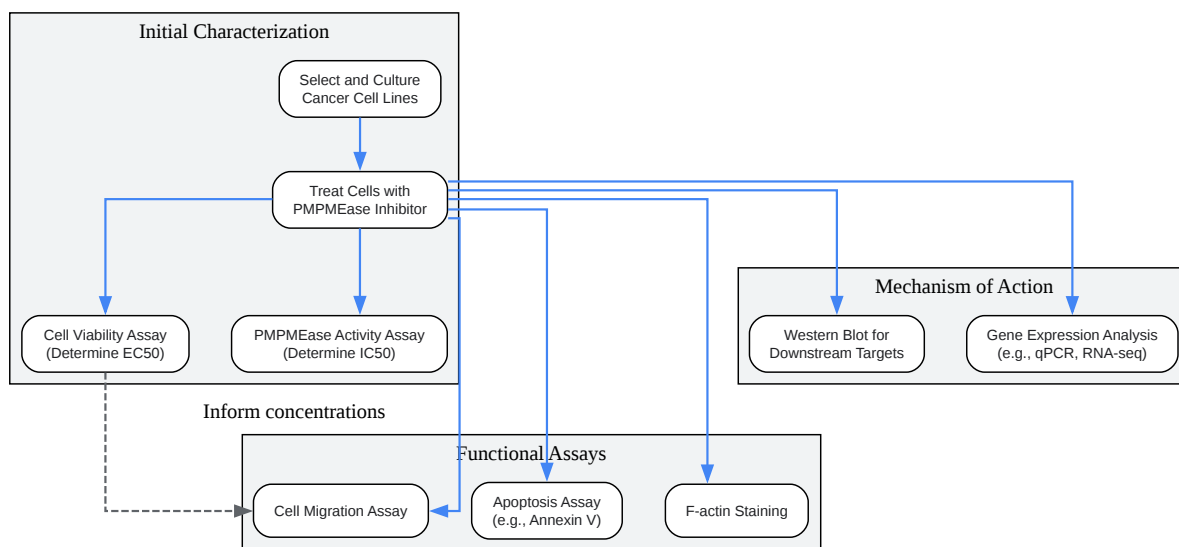 Initial Characterization
Select and Culture
Cancer Cell Lines
Treat Cells with
PMPMEase Inhibitor
Cell Viability Assay
(Determine EC50)
PMPMEase Activity Assay
(Determine IC50)
Mechanism of Action
Western Blot for
Downstream Targets
Gene Expression Analysis
(e.g., qPCR, RNA-seq)
Inform concentrations
Functional Assays
Cell Migration Assay
Apoptosis Assay
(e.g., Annexin V)
F-actin Staining